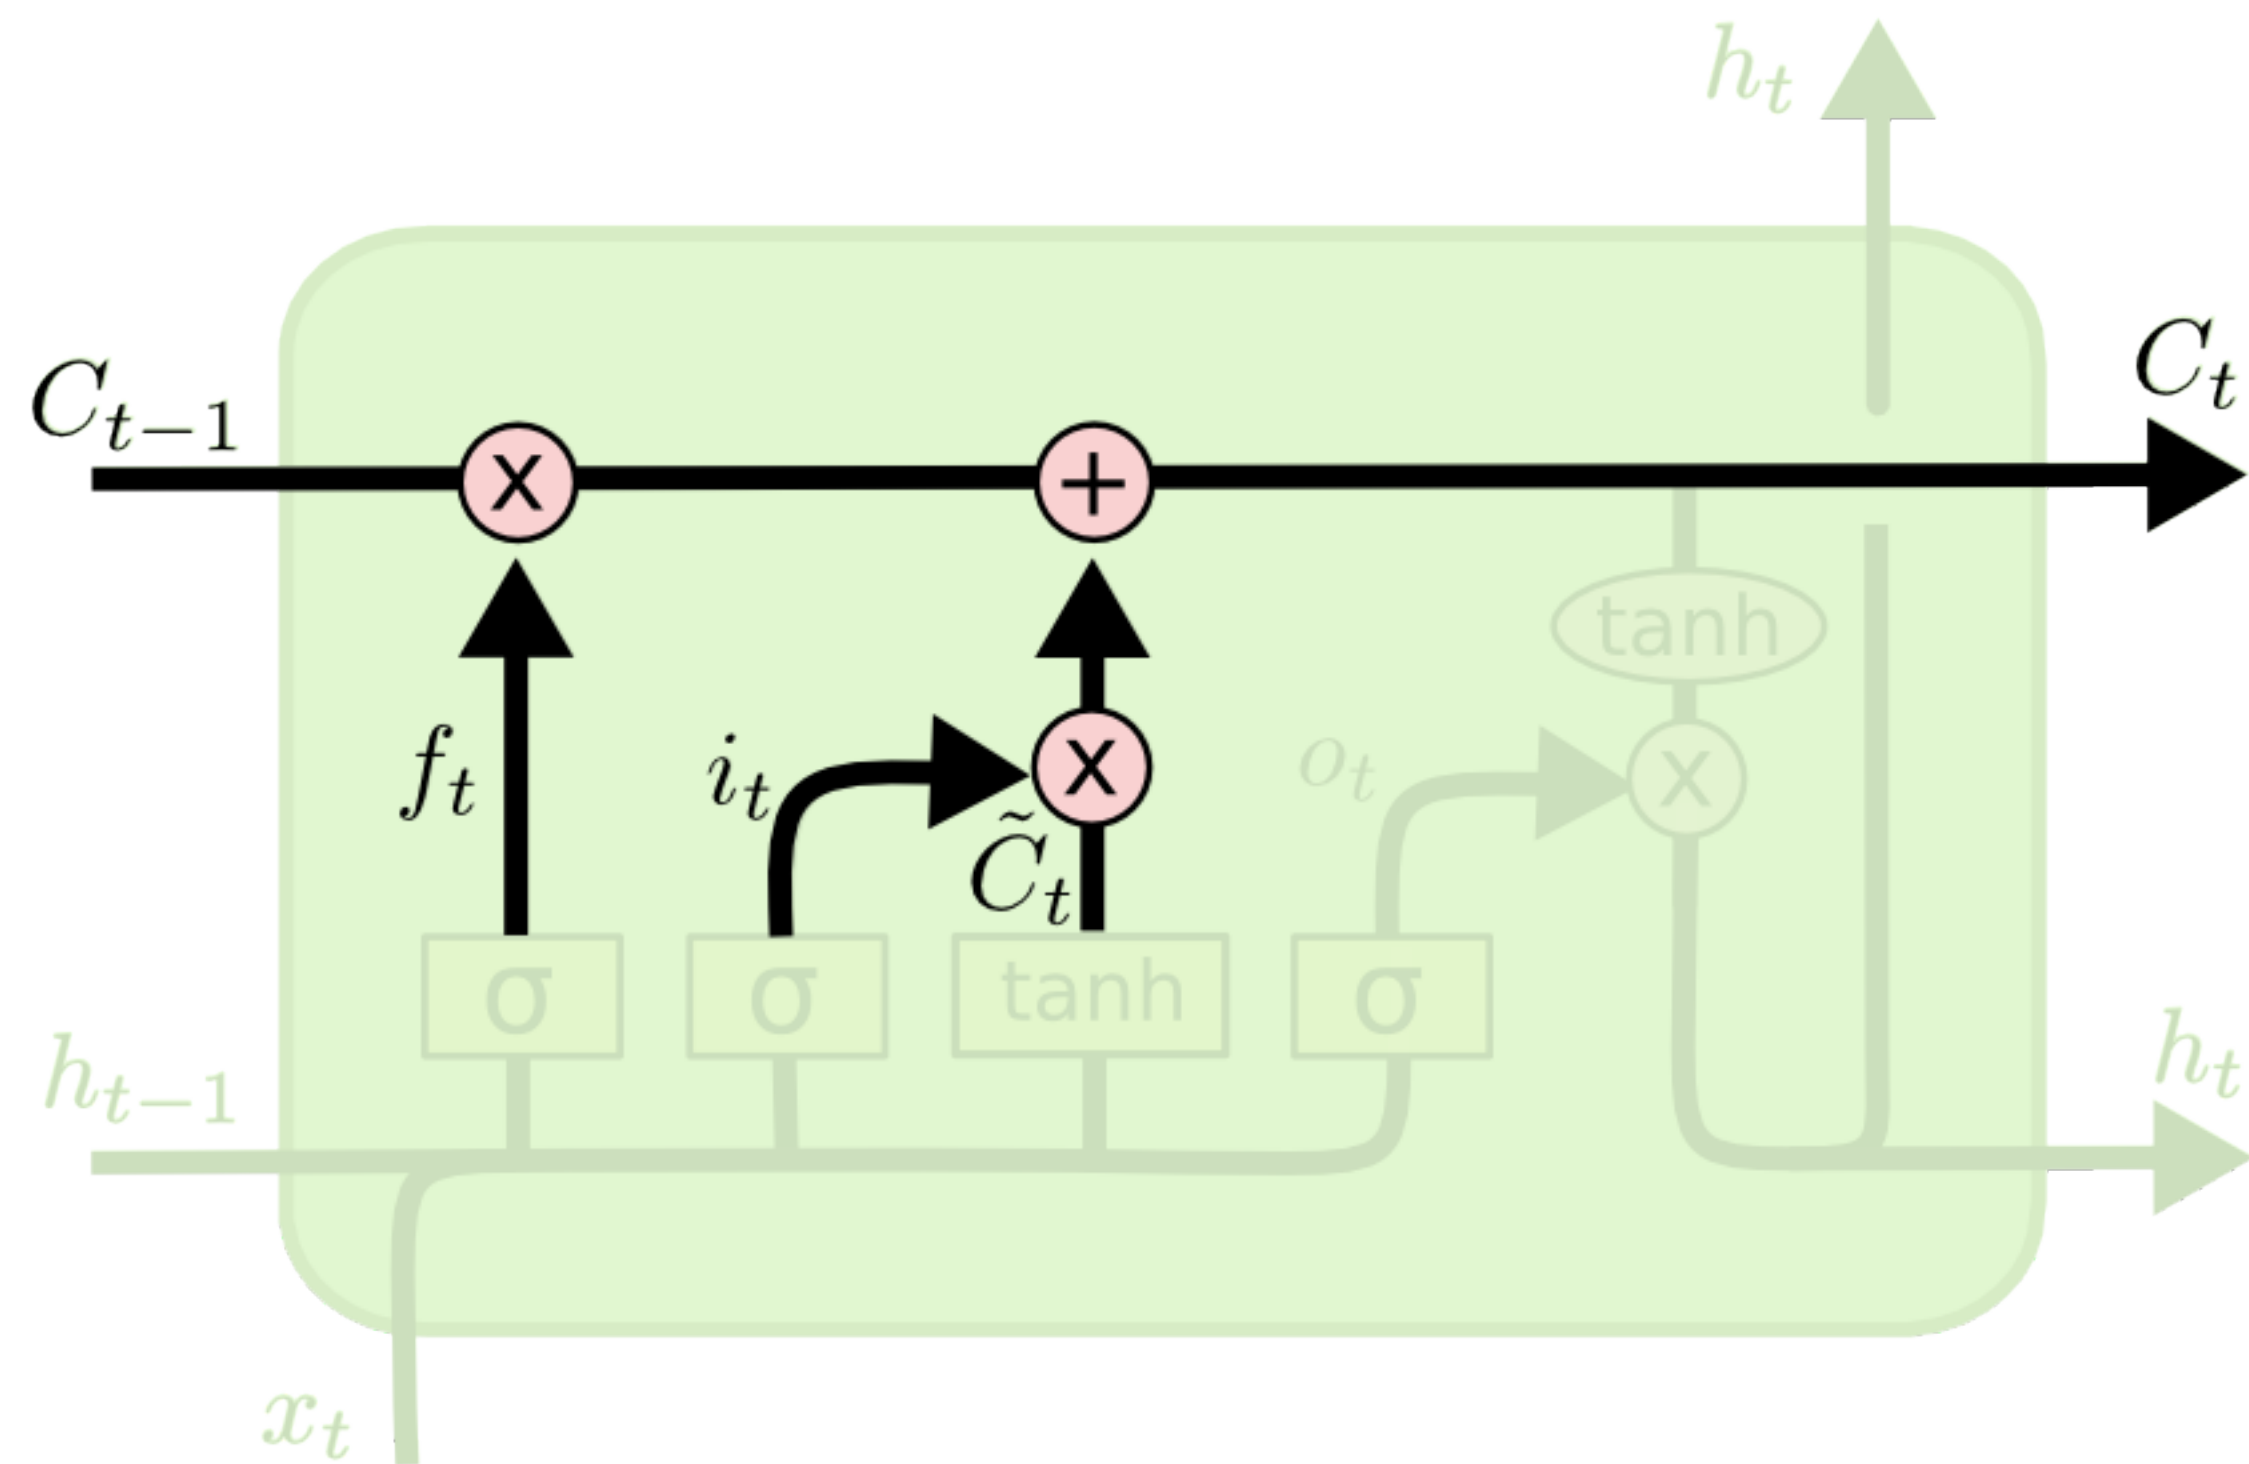 h_t
C_{t-1}
C_t
x
+
tanh
f_t
i_t
x
o_t
x
C̃_t
σ
σ
tanh
σ
h_{t-1}
h_t
x_t